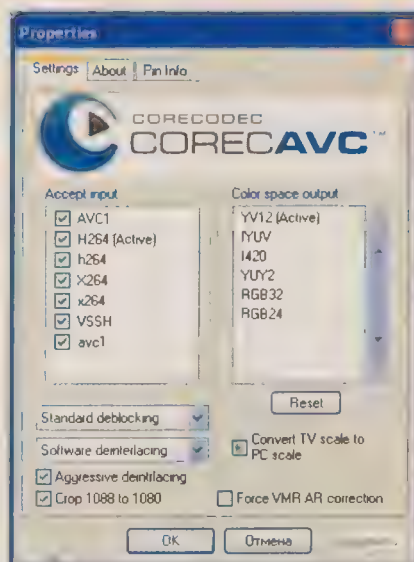 Properties
Settings About Pin Info
CORECODEC
CORECAVC™
Accept input
AVC1
H264 (Active)
h264
X264
x264
VSSH
avc1
Color space output
YV12 (Active)
IYUV
I420
YUY2
RGB32
RGB24
Reset
Standard deblocking
Software deinterlacing
Convert TV scale to
PC scale
Aggressive deintrlacing
Crop 1088 to 1080
Force VMR AR correction
OK Отмена